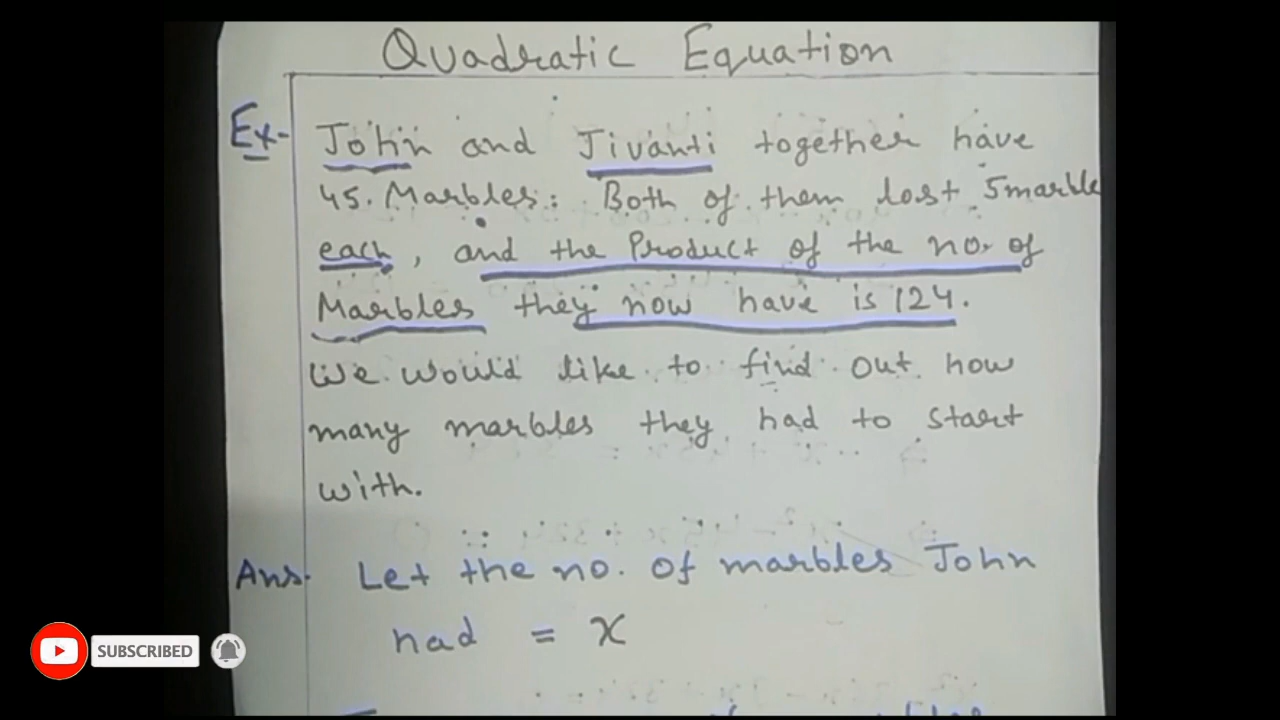 Quadratic Equation
Ex- John and Jivanti together have
45. Marbles: Both of them lost 5 marble
each, and the Product of the no. of
Marbles they now have is 124.
We would like to find out how
many marbles they had to start
with.
Ans. Let the no. of marbles John
had = x
SUBSCRIBED